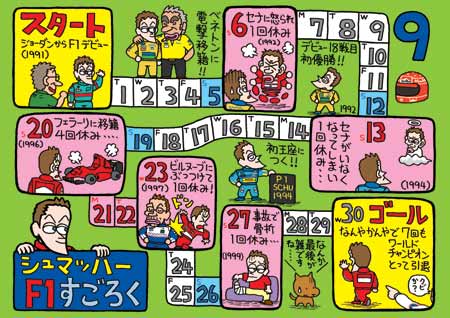 スタート
ジョーダンからF1デビュー
(1991)
T
1
W
2
T
3
F
4
S
5
ベネトンに
電撃移籍!!
S
6
セナに怒られ
1回休み
(1992)
M
7
T
8
W
9
T
10
F
11
S
12
9
デビュー18戦目
初優勝!!
1992
S
13
セナがいなく
なってしまい
1回休み…
(1994)
M
14
T
15
W
16
T
17
F
18
S
19
初王座に
つく!!
P1
SCHU
1994
S
20
フェラーリに移籍
4回休み…
(1996)
M
21
T
22
W
23
ビルヌーブに
ぶつけて
1回休み!
(1997)
ドン
T
24
F
25
S
26
S
27
事故で
骨折
1回休み…
(1999)
M
28
T
29
なんか
最後が
雑です…
W
30
ゴール
なんやかんやで7回も
ワールド
チャンピオン
とって引退
クビか?
シューマッハー
F1すごろく